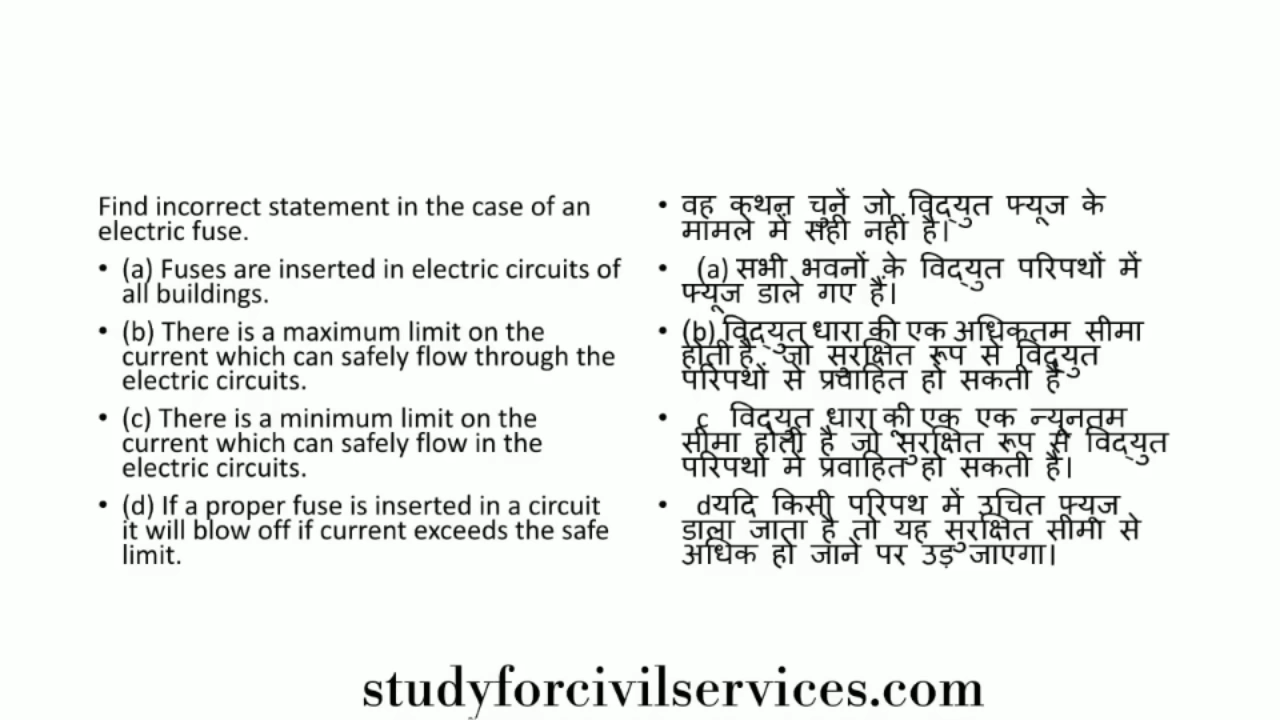 Find incorrect statement in the case of an
electric fuse.
• (a) Fuses are inserted in electric circuits of
all buildings.
• (b) There is a maximum limit on the
current which can safely flow through the
electric circuits.
• (c) There is a minimum limit on the
current which can safely flow in the
electric circuits.
• (d) If a proper fuse is inserted in a circuit
it will blow off if current exceeds the safe
limit.
• वह कथन चुनें जो विद्युत फ्यूज के
मामले में सही नहीं है।
• (a) सभी भवनों के विद्युत परिपथों में
फ्यूज डाले गए हैं।
• (b) विद्युत धारा की एक अधिकतम सीमा
होती है जो सुरक्षित रूप से विद्युत
परिपथों से प्रवाहित हो सकती है
• c विद्युत धारा की एक एक न्यूनतम
सीमा होती है जो सुरक्षित रूप से विद्युत
परिपथों में प्रवाहित हो सकती है।
• dयदि किसी परिपथ में उचित फ्यूज
डाला जाता है तो यह सुरक्षित सीमा से
अधिक हो जाने पर उड़ जाएगा।
studyforcivilservices.com